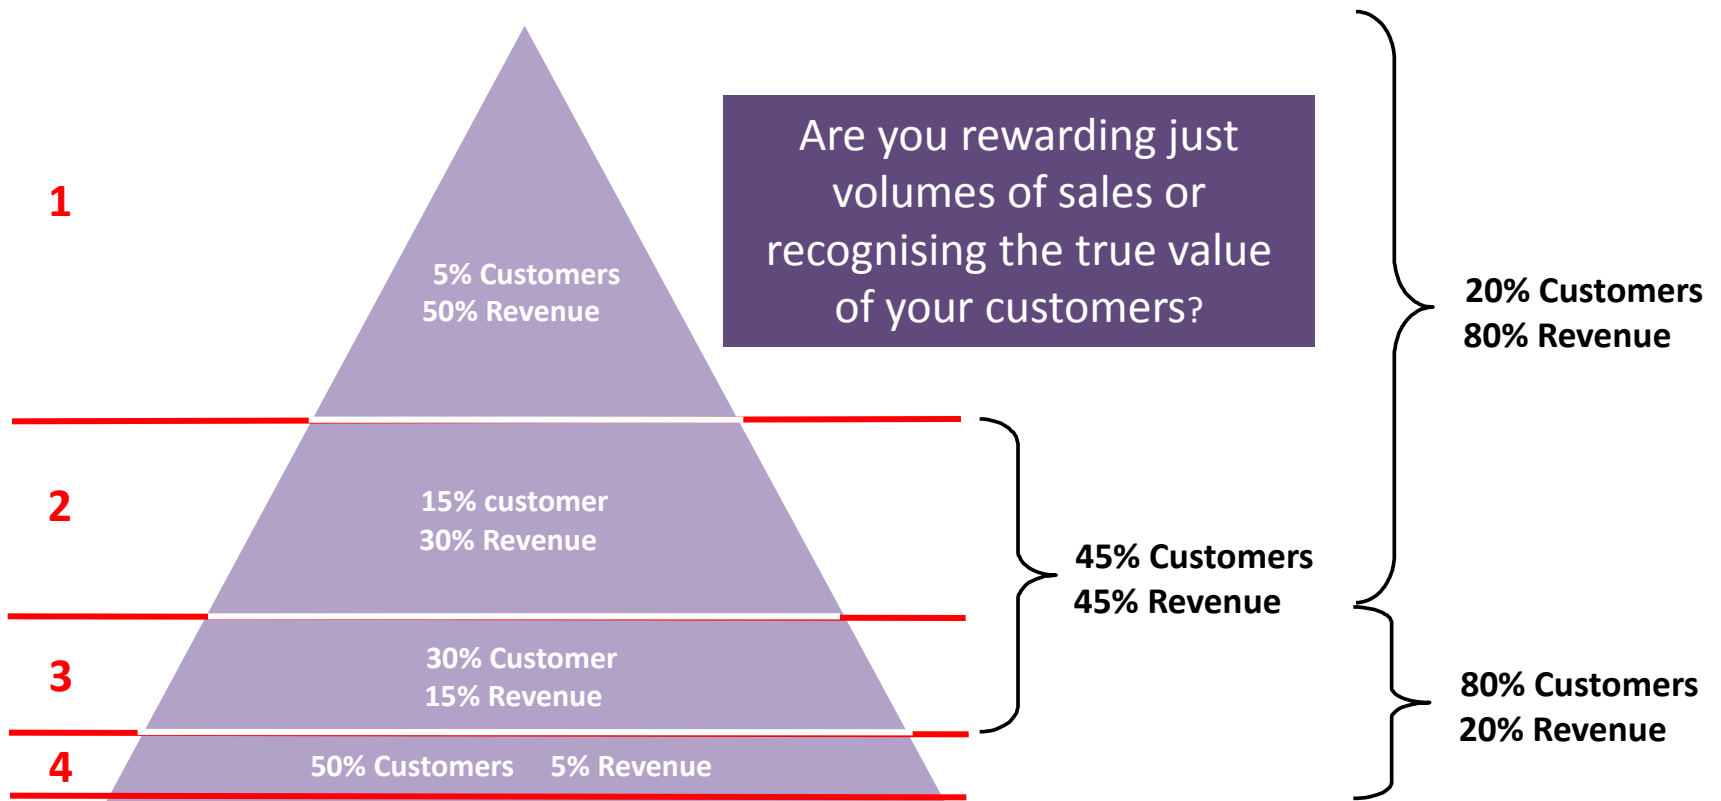 1
5% Customers
50% Revenue
Are you rewarding just
volumes of sales or
recognising the true value
of your customers?
20% Customers
80% Revenue
2
15% customer
30% Revenue
45% Customers
45% Revenue
3
30% Customer
15% Revenue
80% Customers
20% Revenue
4
50% Customers 5% Revenue